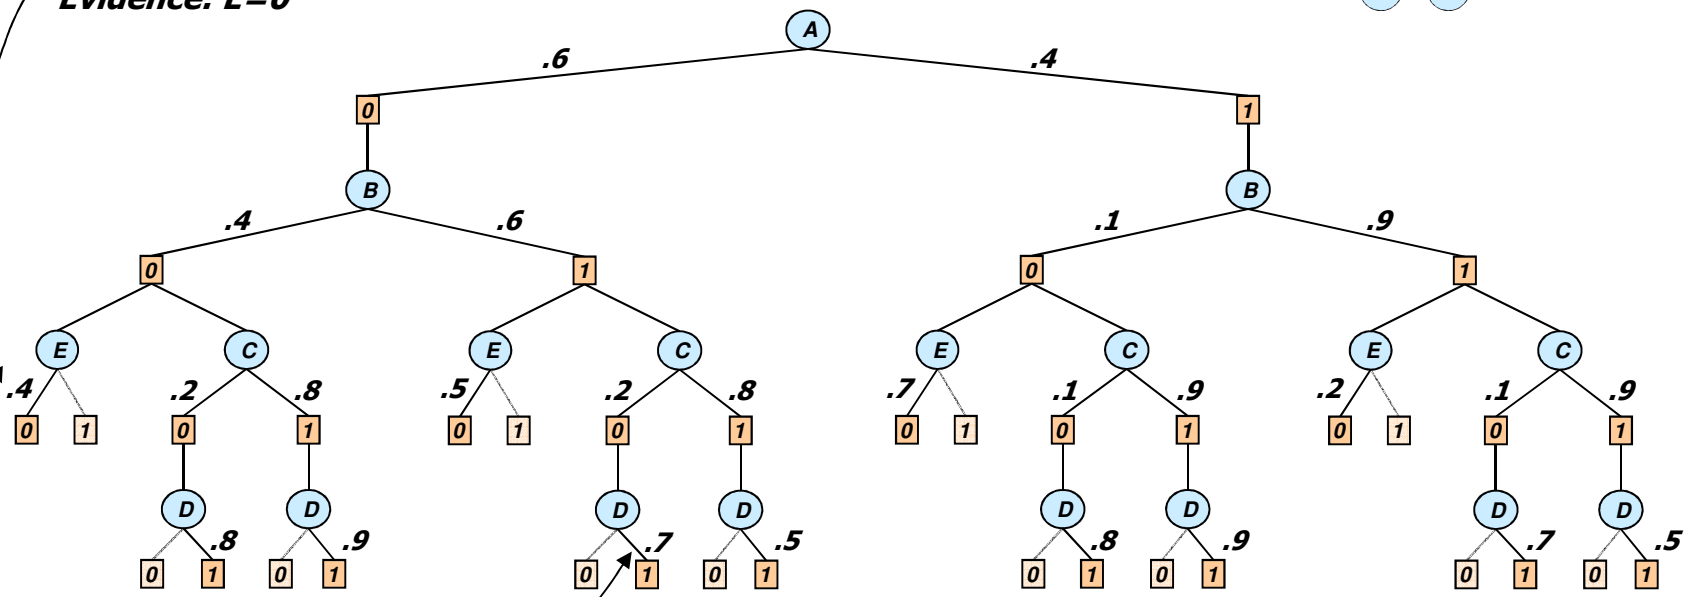 Evidence: E=0
A
.6 .4
0 1
B B
.4 .6 .1 .9
0 1 0 1
E C E C E C E C
.4 .2 .8 .5 .2 .8 .7 .1 .9 .2 .1 .9
0 1 0 1 0 1 0 1 0 1 0 1 0 1 0 1
D D D D D D D D
.8 .9 .7 .5 .8 .9 .7 .5
0 1 0 1 0 1 0 1 0 1 0 1 0 1 0 1